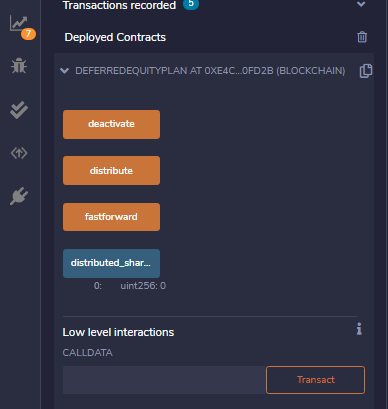 Transactions recorded 5
Deployed Contracts
7
DEFERREDEQUITYPLAN AT 0XE4C...0FD2B (BLOCKCHAIN)
deactivate
distribute
fastforward
distributed_shar...
0: uint256: 0
Low level interactions
i
CALLDATA
Transact